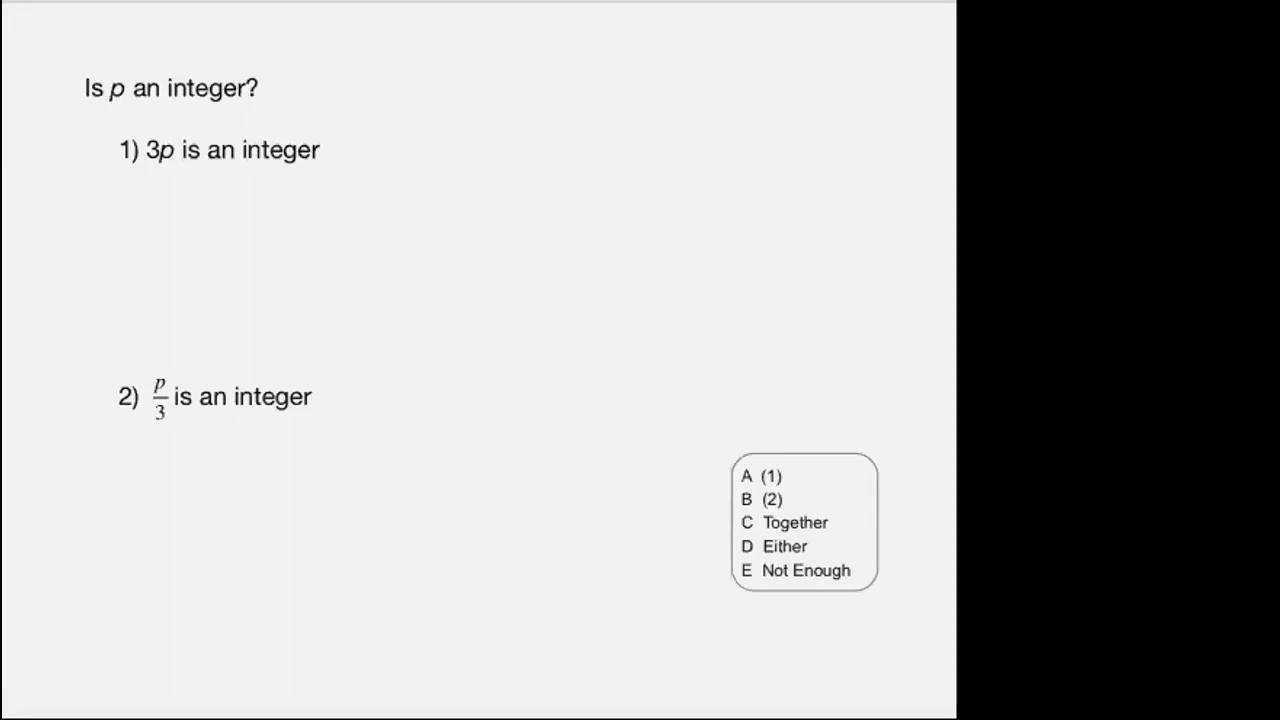 Is p an integer?
1) 3p is an integer
2) p/3 is an integer
A (1)
B (2)
C Together
D Either
E Not Enough